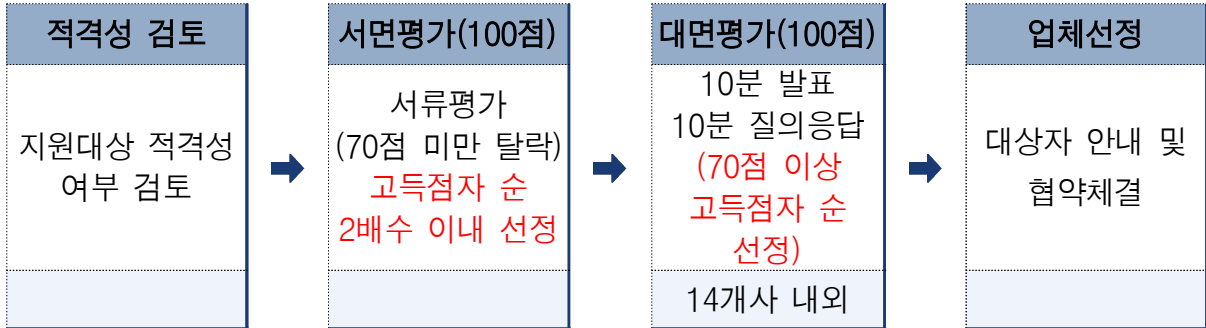 적격성 검토
지원대상 적격성
여부 검토
서면평가(100점)
서류평가
(70점 미만 탈락)
고득점자 순
2배수 이내 선정
대면평가(100점)
10분 발표
10분 질의응답
(70점 이상
고득점자 순
선정)
14개사 내외
업체선정
대상자 안내 및
협약체결